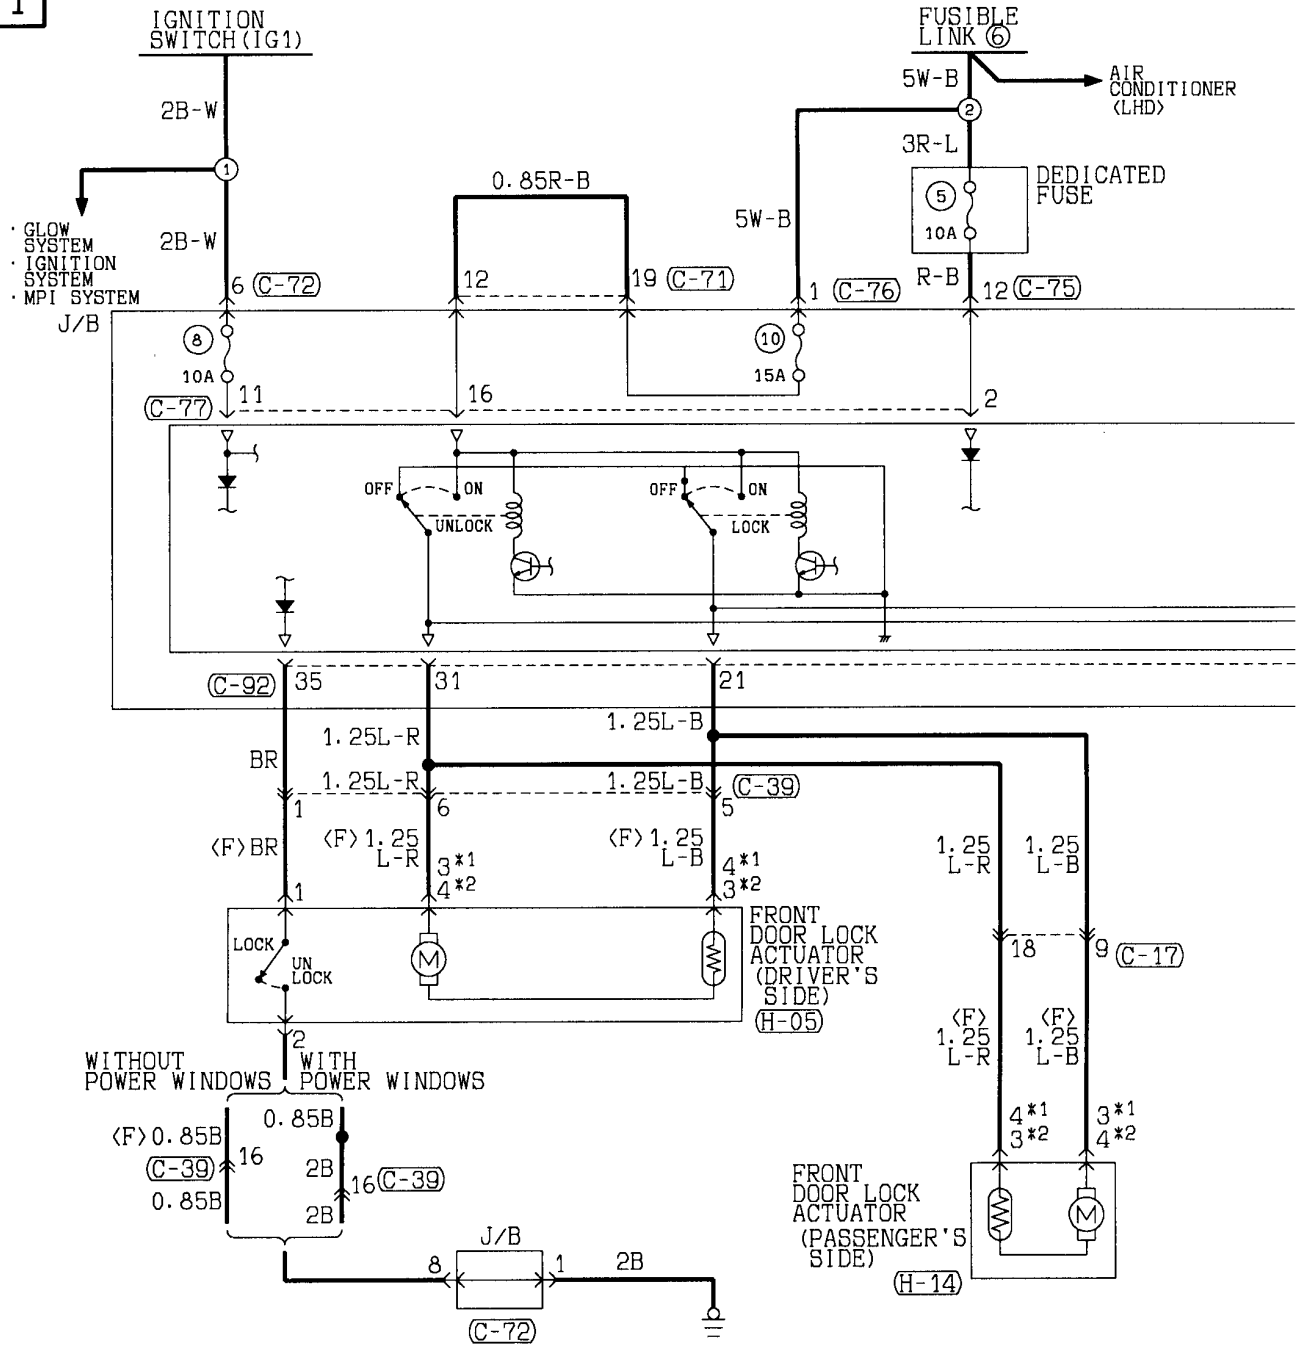 1
IGNITION
SWITCH(IG1)
FUSIBLE
LINK ⑥
2B-W
5W-B
AIR
CONDITIONER
<LHD>
①
②
3R-L
0.85R-B
DEDICATED
FUSE
⑤
10A
· GLOW
SYSTEM
· IGNITION
SYSTEM
· MPI SYSTEM
2B-W
5W-B
R-B
6 (C-72)
12
19 (C-71)
1 (C-76)
12 (C-75)
J/B
⑧
10A
⑩
15A
(C-77)
11
16
2
OFF
ON
UNLOCK
OFF
ON
LOCK
(C-92)
35
31
21
BR
1.25L-R
1.25L-B
1.25L-R
1.25L-B
(C-39)
1
6
5
<F>BR
<F>1.25
L-R
<F>1.25
L-B
1
3*1
4*2
4*1
3*2
1.25
L-R
1.25
L-B
LOCK
UN
LOCK
M
FRONT
DOOR LOCK
ACTUATOR
(DRIVER'S
SIDE)
(H-05)
18
9 (C-17)
<F>
1.25
L-R
<F>
1.25
L-B
2
WITHOUT
POWER WINDOWS
WITH
POWER WINDOWS
<F>0.85B
(C-39)
16
0.85B
0.85B
2B
16 (C-39)
2B
4*1
3*2
3*1
4*2
FRONT
DOOR LOCK
ACTUATOR
(PASSENGER'S
SIDE)
(H-14)
M
J/B
8
1
2B
(C-72)